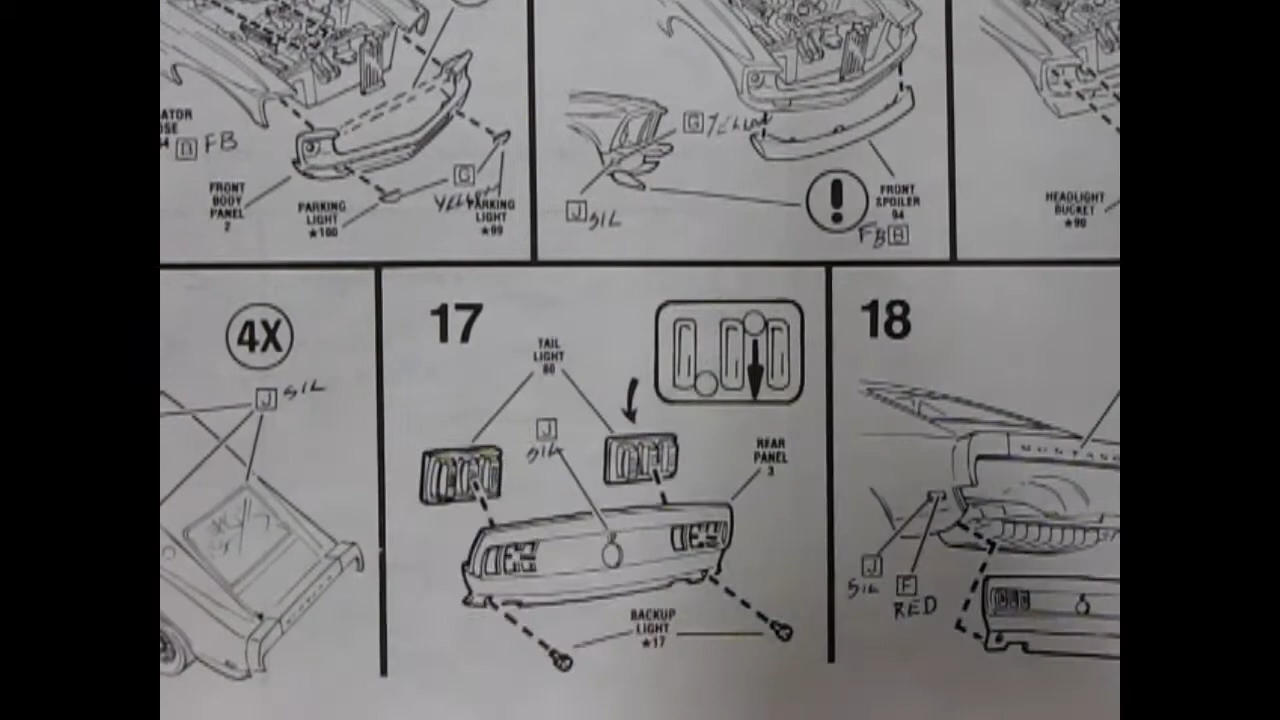 ATOR
OSE
4 B FB
FRONT
BODY
PANEL
2
PARKING
LIGHT
★100
G
YELLOW
PARKING
LIGHT
★99
G YELLOW
J SIL
!
FRONT
SPOILER
94
FB B
HEADLIGHT
BUCKET
★90
4X
J SIL
17
TAIL
LIGHT
80
J
SIL
REAR
PANEL
3
BACKUP
LIGHT
★17
18
MUSTANG
J
SIL
F
RED